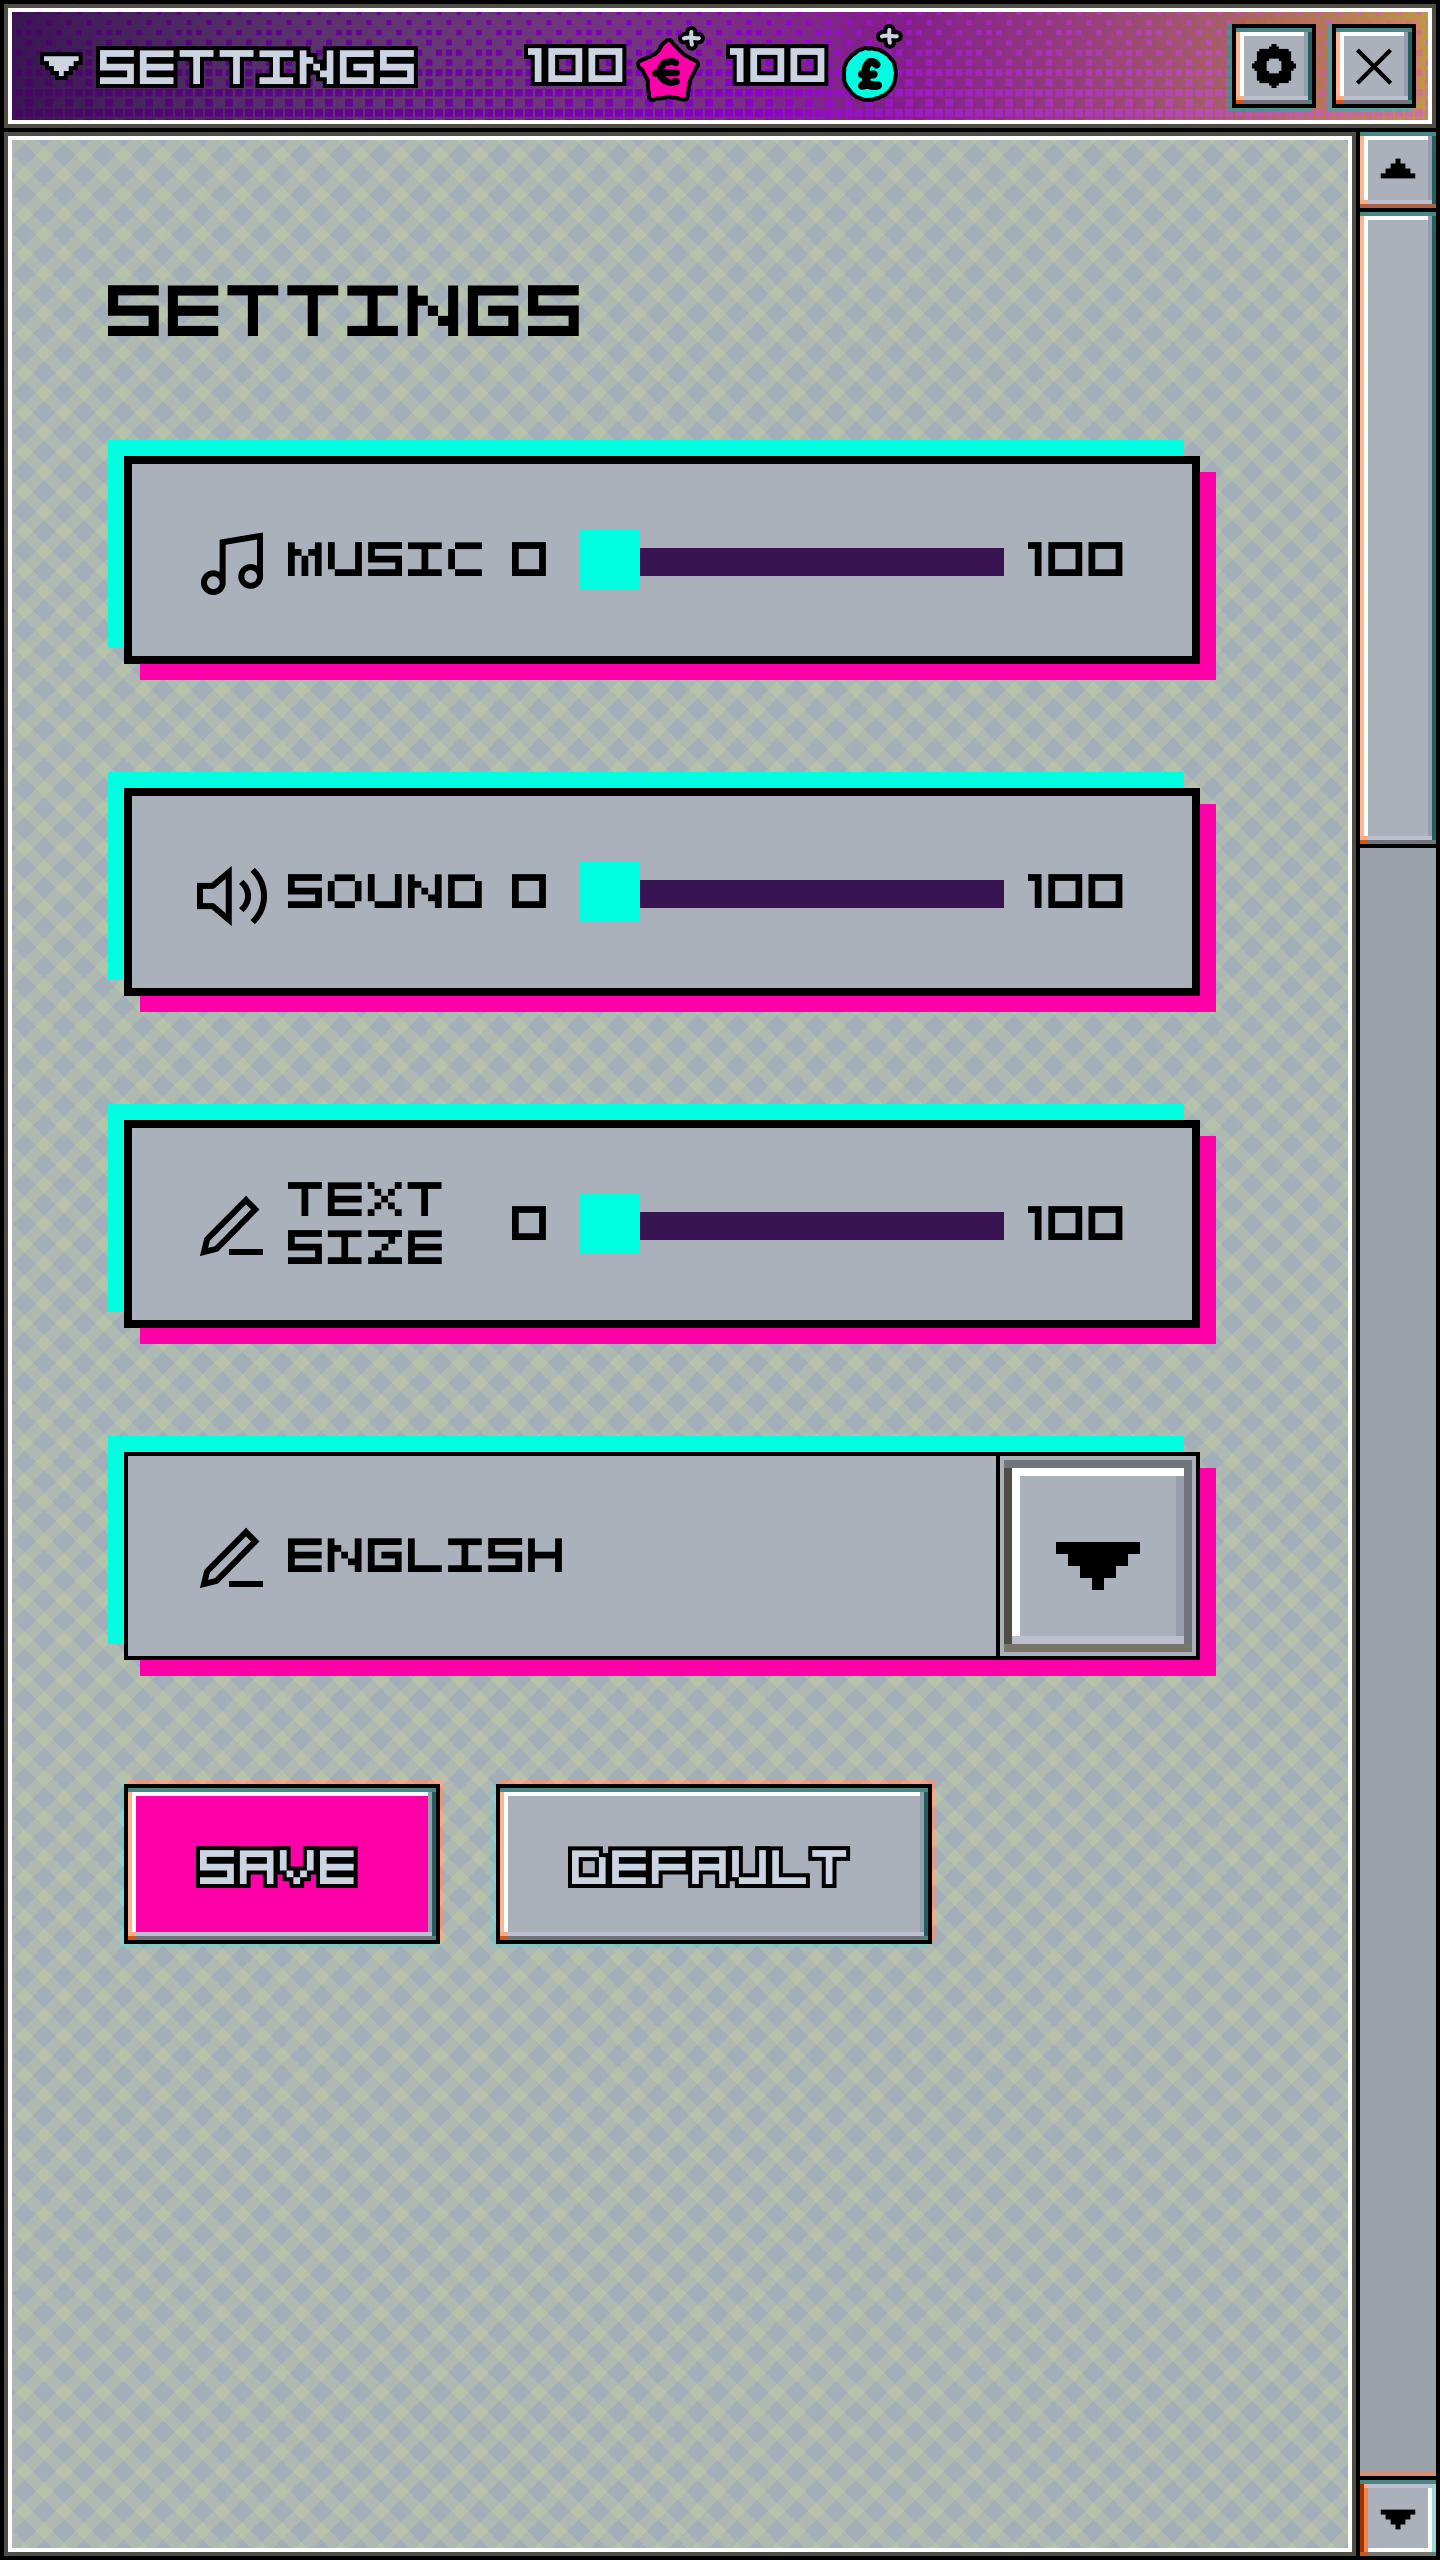 SETTINGS 100 € 100 £
SETTINGS
MUSIC 0 100
SOUND 0 100
TEXT
SIZE 0 100
ENGLISH
SAVE DEFAULT